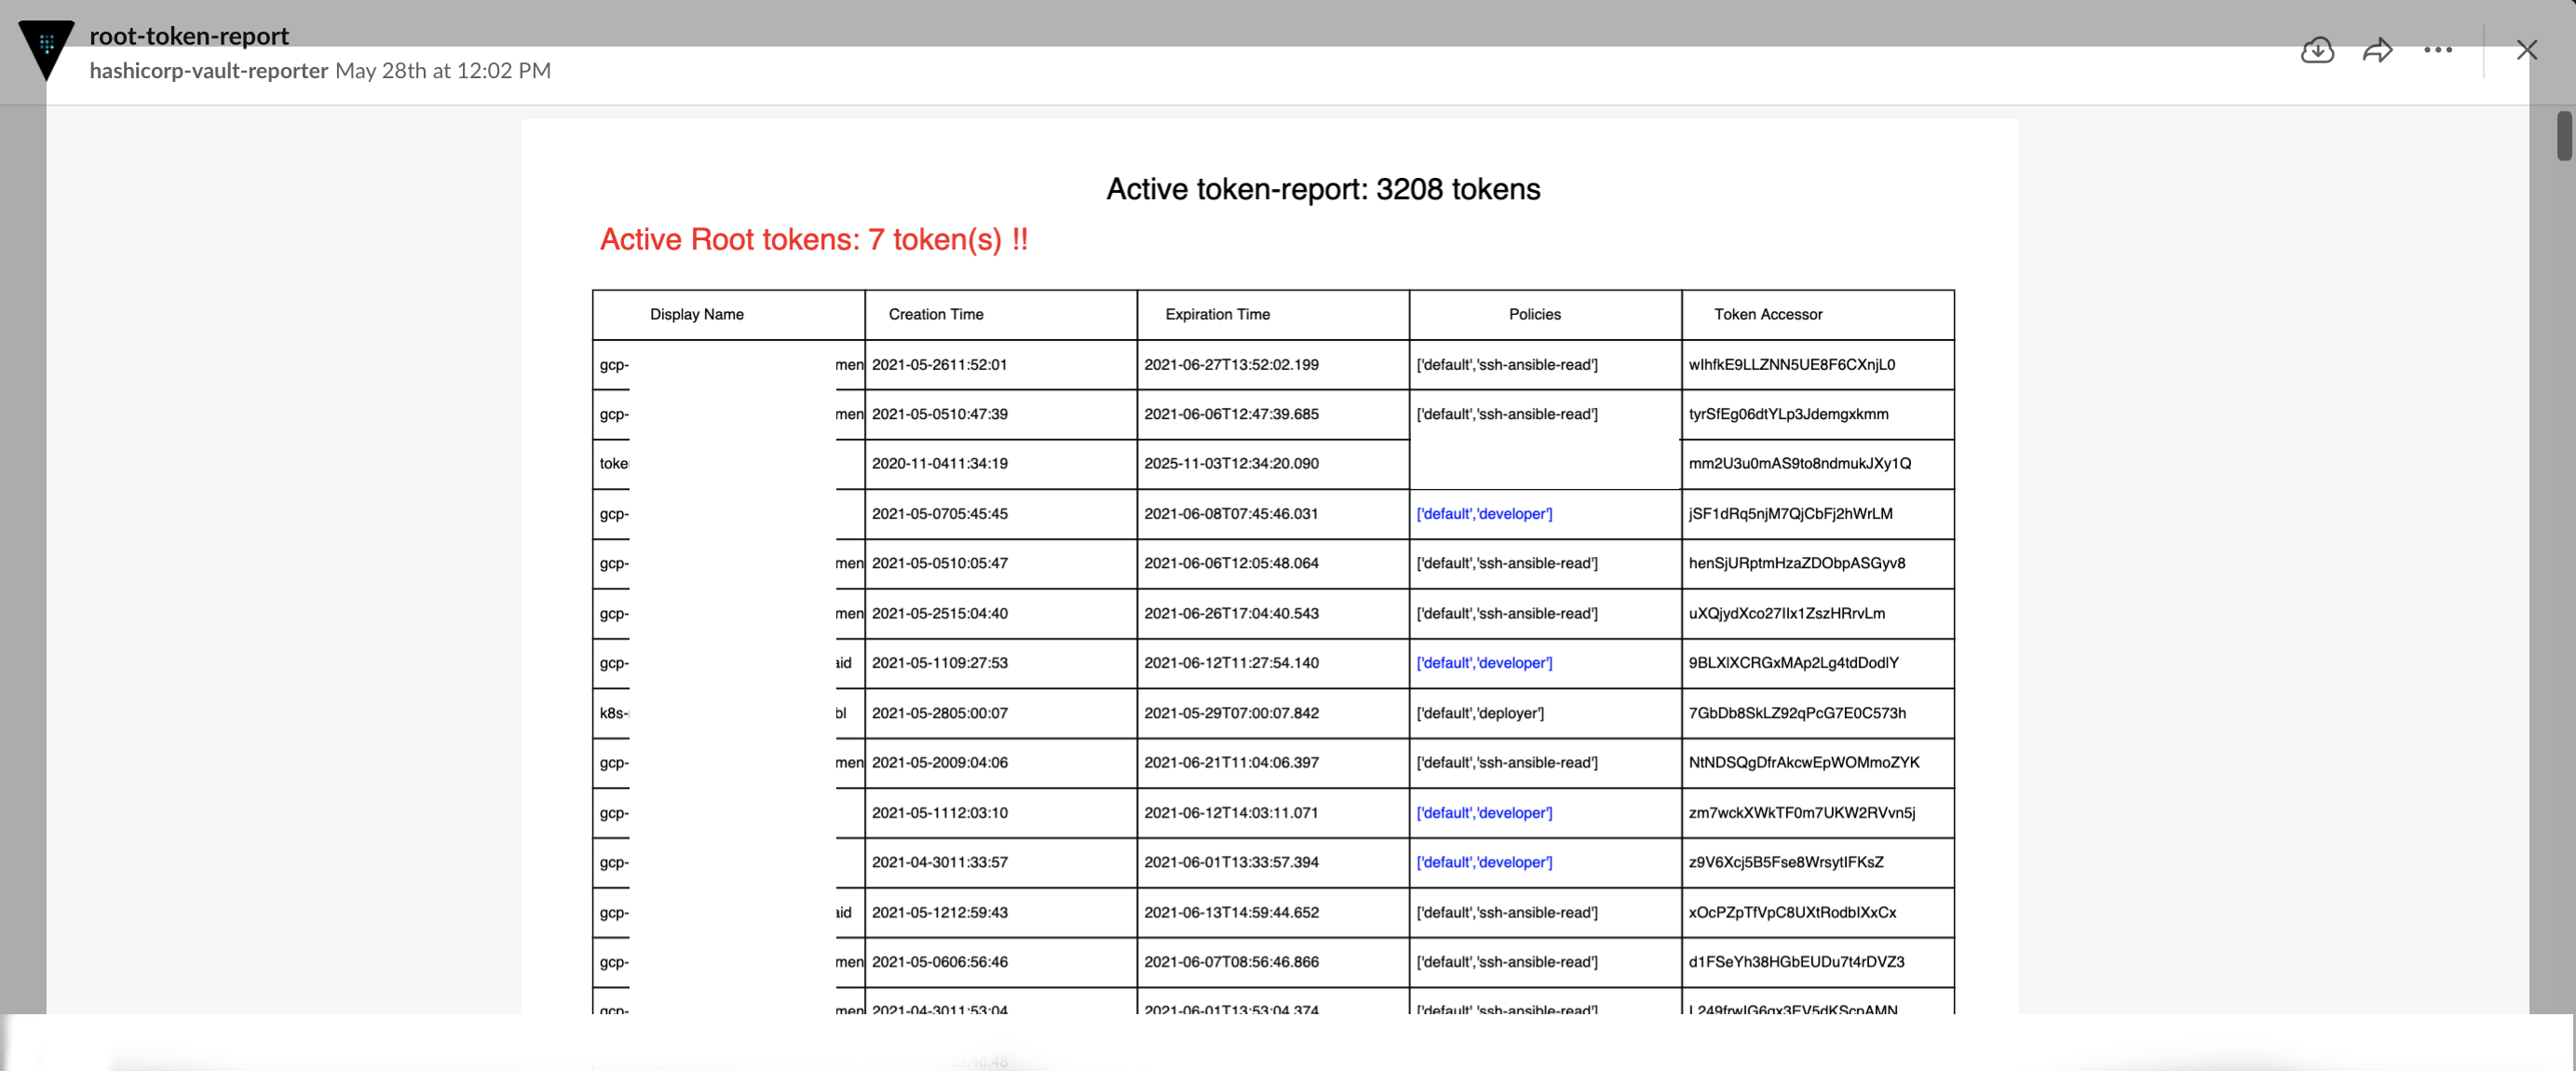 root-token-report
hashicorp-vault-reporter May 28th at 12:02 PM
Active token-report: 3208 tokens
Active Root tokens: 7 token(s) !!
Display Name Creation Time Expiration Time Policies Token Accessor
gcp- men 2021-05-2611:52:01 2021-06-27T13:52:02.199 ['default','ssh-ansible-read'] wIhfkE9LLZNN5UE8F6CXnjL0
gcp- men 2021-05-0510:47:39 2021-06-06T12:47:39.685 ['default','ssh-ansible-read'] tyrSfEg06dtYLp3Jdemgxkmm
toke 2020-11-0411:34:19 2025-11-03T12:34:20.090 mm2U3u0mAS9to8ndmukJXy1Q
gcp- 2021-05-0705:45:45 2021-06-08T07:45:46.031 ['default','developer'] jSF1dRq5njM7QjCbFj2hWrLM
gcp- men 2021-05-0510:05:47 2021-06-06T12:05:48.064 ['default','ssh-ansible-read'] henSjURptmHzaZDObpASGyv8
gcp- men 2021-05-2515:04:40 2021-06-26T17:04:40.543 ['default','ssh-ansible-read'] uXQjydXco27IIx1ZszHRrvLm
gcp- aid 2021-05-1109:27:53 2021-06-12T11:27:54.140 ['default','developer'] 9BLXIXCRGxMAp2Lg4tdDodIY
k8s- bl 2021-05-2805:00:07 2021-05-29T07:00:07.842 ['default','deployer'] 7GbDb8SkLZ92qPcG7E0C573h
gcp- men 2021-05-2009:04:06 2021-06-21T11:04:06.397 ['default','ssh-ansible-read'] NtNDSQgDfrAkcwEpWOMmoZYK
gcp- 2021-05-1112:03:10 2021-06-12T14:03:11.071 ['default','developer'] zm7wckXWkTF0m7UKW2RVvn5j
gcp- 2021-04-3011:33:57 2021-06-01T13:33:57.394 ['default','developer'] z9V6Xcj5B5Fse8WrsytIFKsZ
gcp- aid 2021-05-1212:59:43 2021-06-13T14:59:44.652 ['default','ssh-ansible-read'] xOcPZpTfVpC8UXtRodbIXxCx
gcp- men 2021-05-0606:56:46 2021-06-07T08:56:46.866 ['default','ssh-ansible-read'] d1FSeYh38HGbEUDu7t4rDVZ3
gcp- men 2021-04-3011:53:04 2021-06-01T13:53:04.374 ['default','ssh-ansible-read']